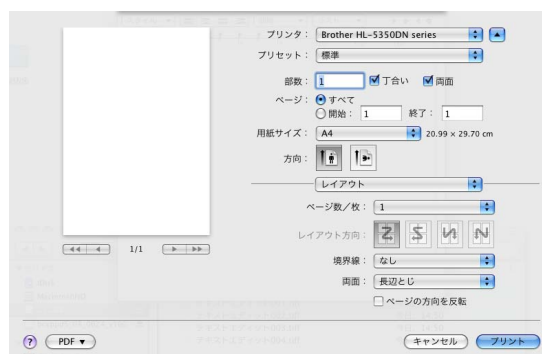 プリンタ： Brother HL-5350DN series
プリセット： 標準
部数： 1 丁合い 両面
ページ： すべて
開始： 1 終了： 1
用紙サイズ： A4 20.99 × 29.70 cm
方向：
レイアウト
ページ数／枚： 1
レイアウト方向：
1/1
境界線： なし
両面： 長辺とじ
ページの方向を反転
? PDF▼ キャンセル プリント